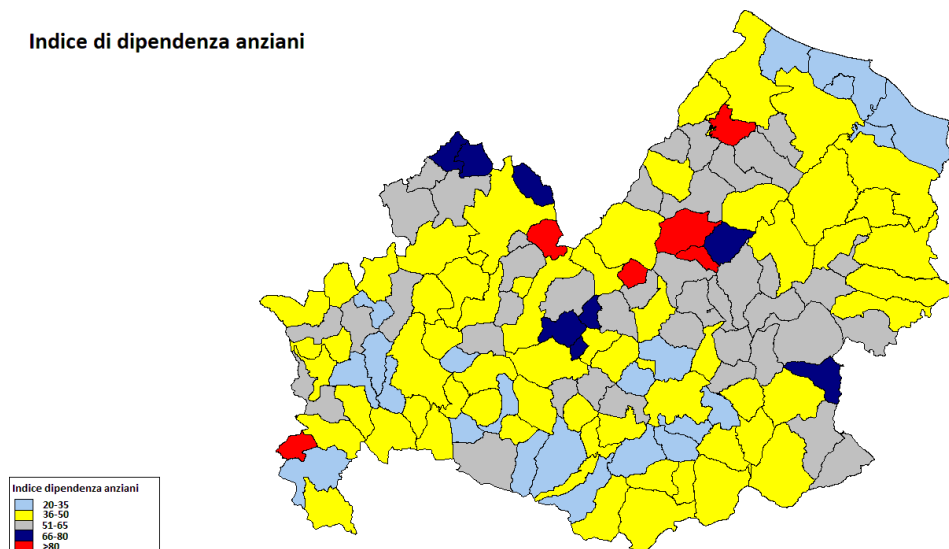 Indice di dipendenza anziani
Indice dipendenza anziani
20-35
36-50
51-65
66-80
>80